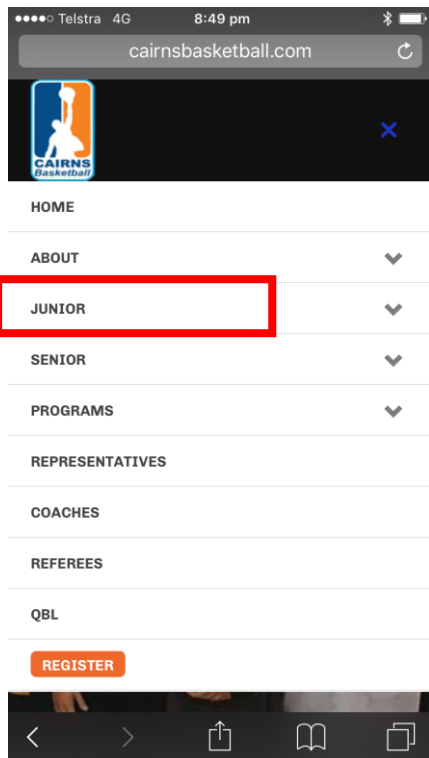 Telstra 4G 8:49 pm
cairnsbasketball.com
CAIRNS
Basketball
HOME
ABOUT
JUNIOR
SENIOR
PROGRAMS
REPRESENTATIVES
COACHES
REFEREES
QBL
REGISTER